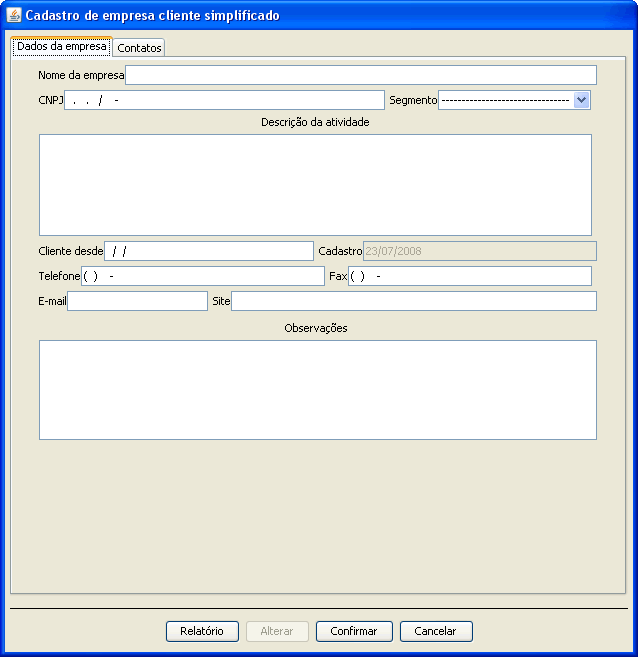 Cadastro de empresa cliente simplificado
Dados da empresa Contatos
Nome da empresa
CNPJ . . / - Segmento --------------------------------
Descrição da atividade
Cliente desde / / Cadastro 23/07/2008
Telefone ( ) - Fax ( ) -
E-mail Site
Observações
Relatório Alterar Confirmar Cancelar